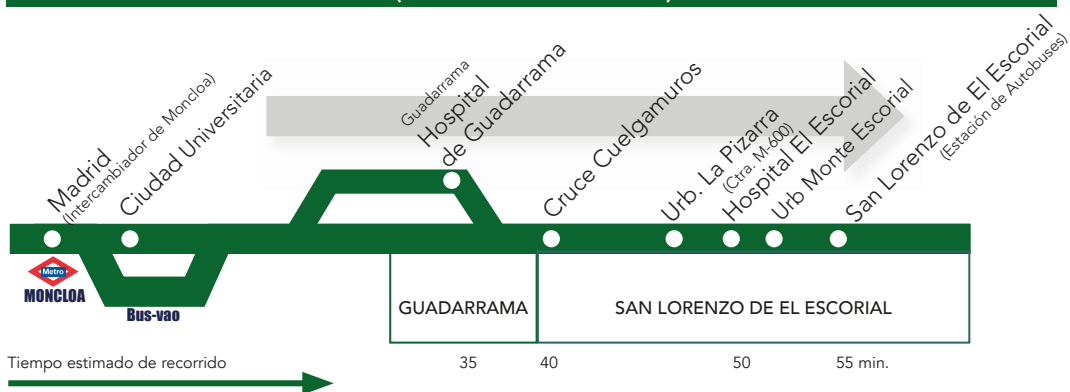 Madrid
(Intercambiador de Moncloa)
Ciudad Universitaria
Guadarrama
Hospital
de Guadarrama
Cruce Cuelgamuros
Urb. La Pizarra
(Ctra. M-600)
Hospital El Escorial
Urb Monte Escorial
San Lorenzo de El Escorial
(Estación de Autobuses)
Metro
MONCLOA
Bus-vao
GUADARRAMA
SAN LORENZO DE EL ESCORIAL
Tiempo estimado de recorrido
35
40
50
55 min.